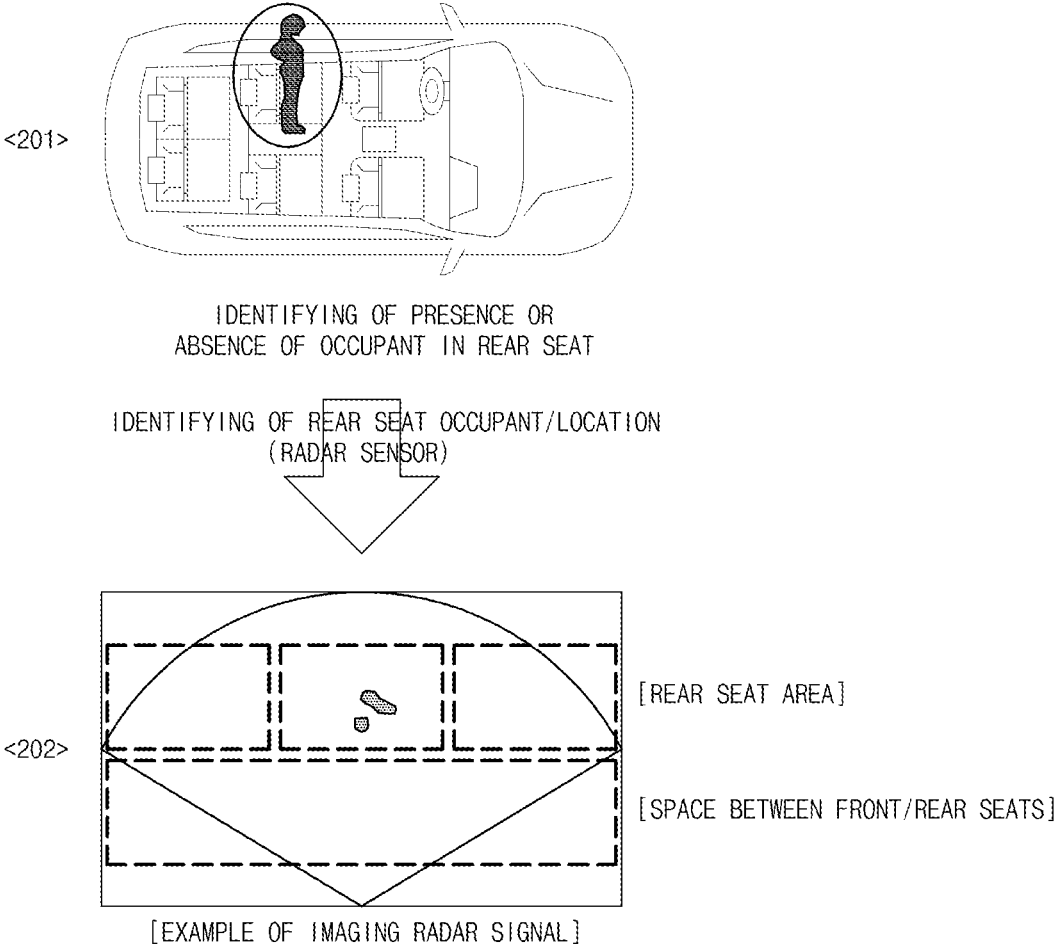 <201>
IDENTIFYING OF PRESENCE OR
ABSENCE OF OCCUPANT IN REAR SEAT
IDENTIFYING OF REAR SEAT OCCUPANT/LOCATION
(RADAR SENSOR)
[REAR SEAT AREA]
<202>
[SPACE BETWEEN FRONT/REAR SEATS]
[EXAMPLE OF IMAGING RADAR SIGNAL]